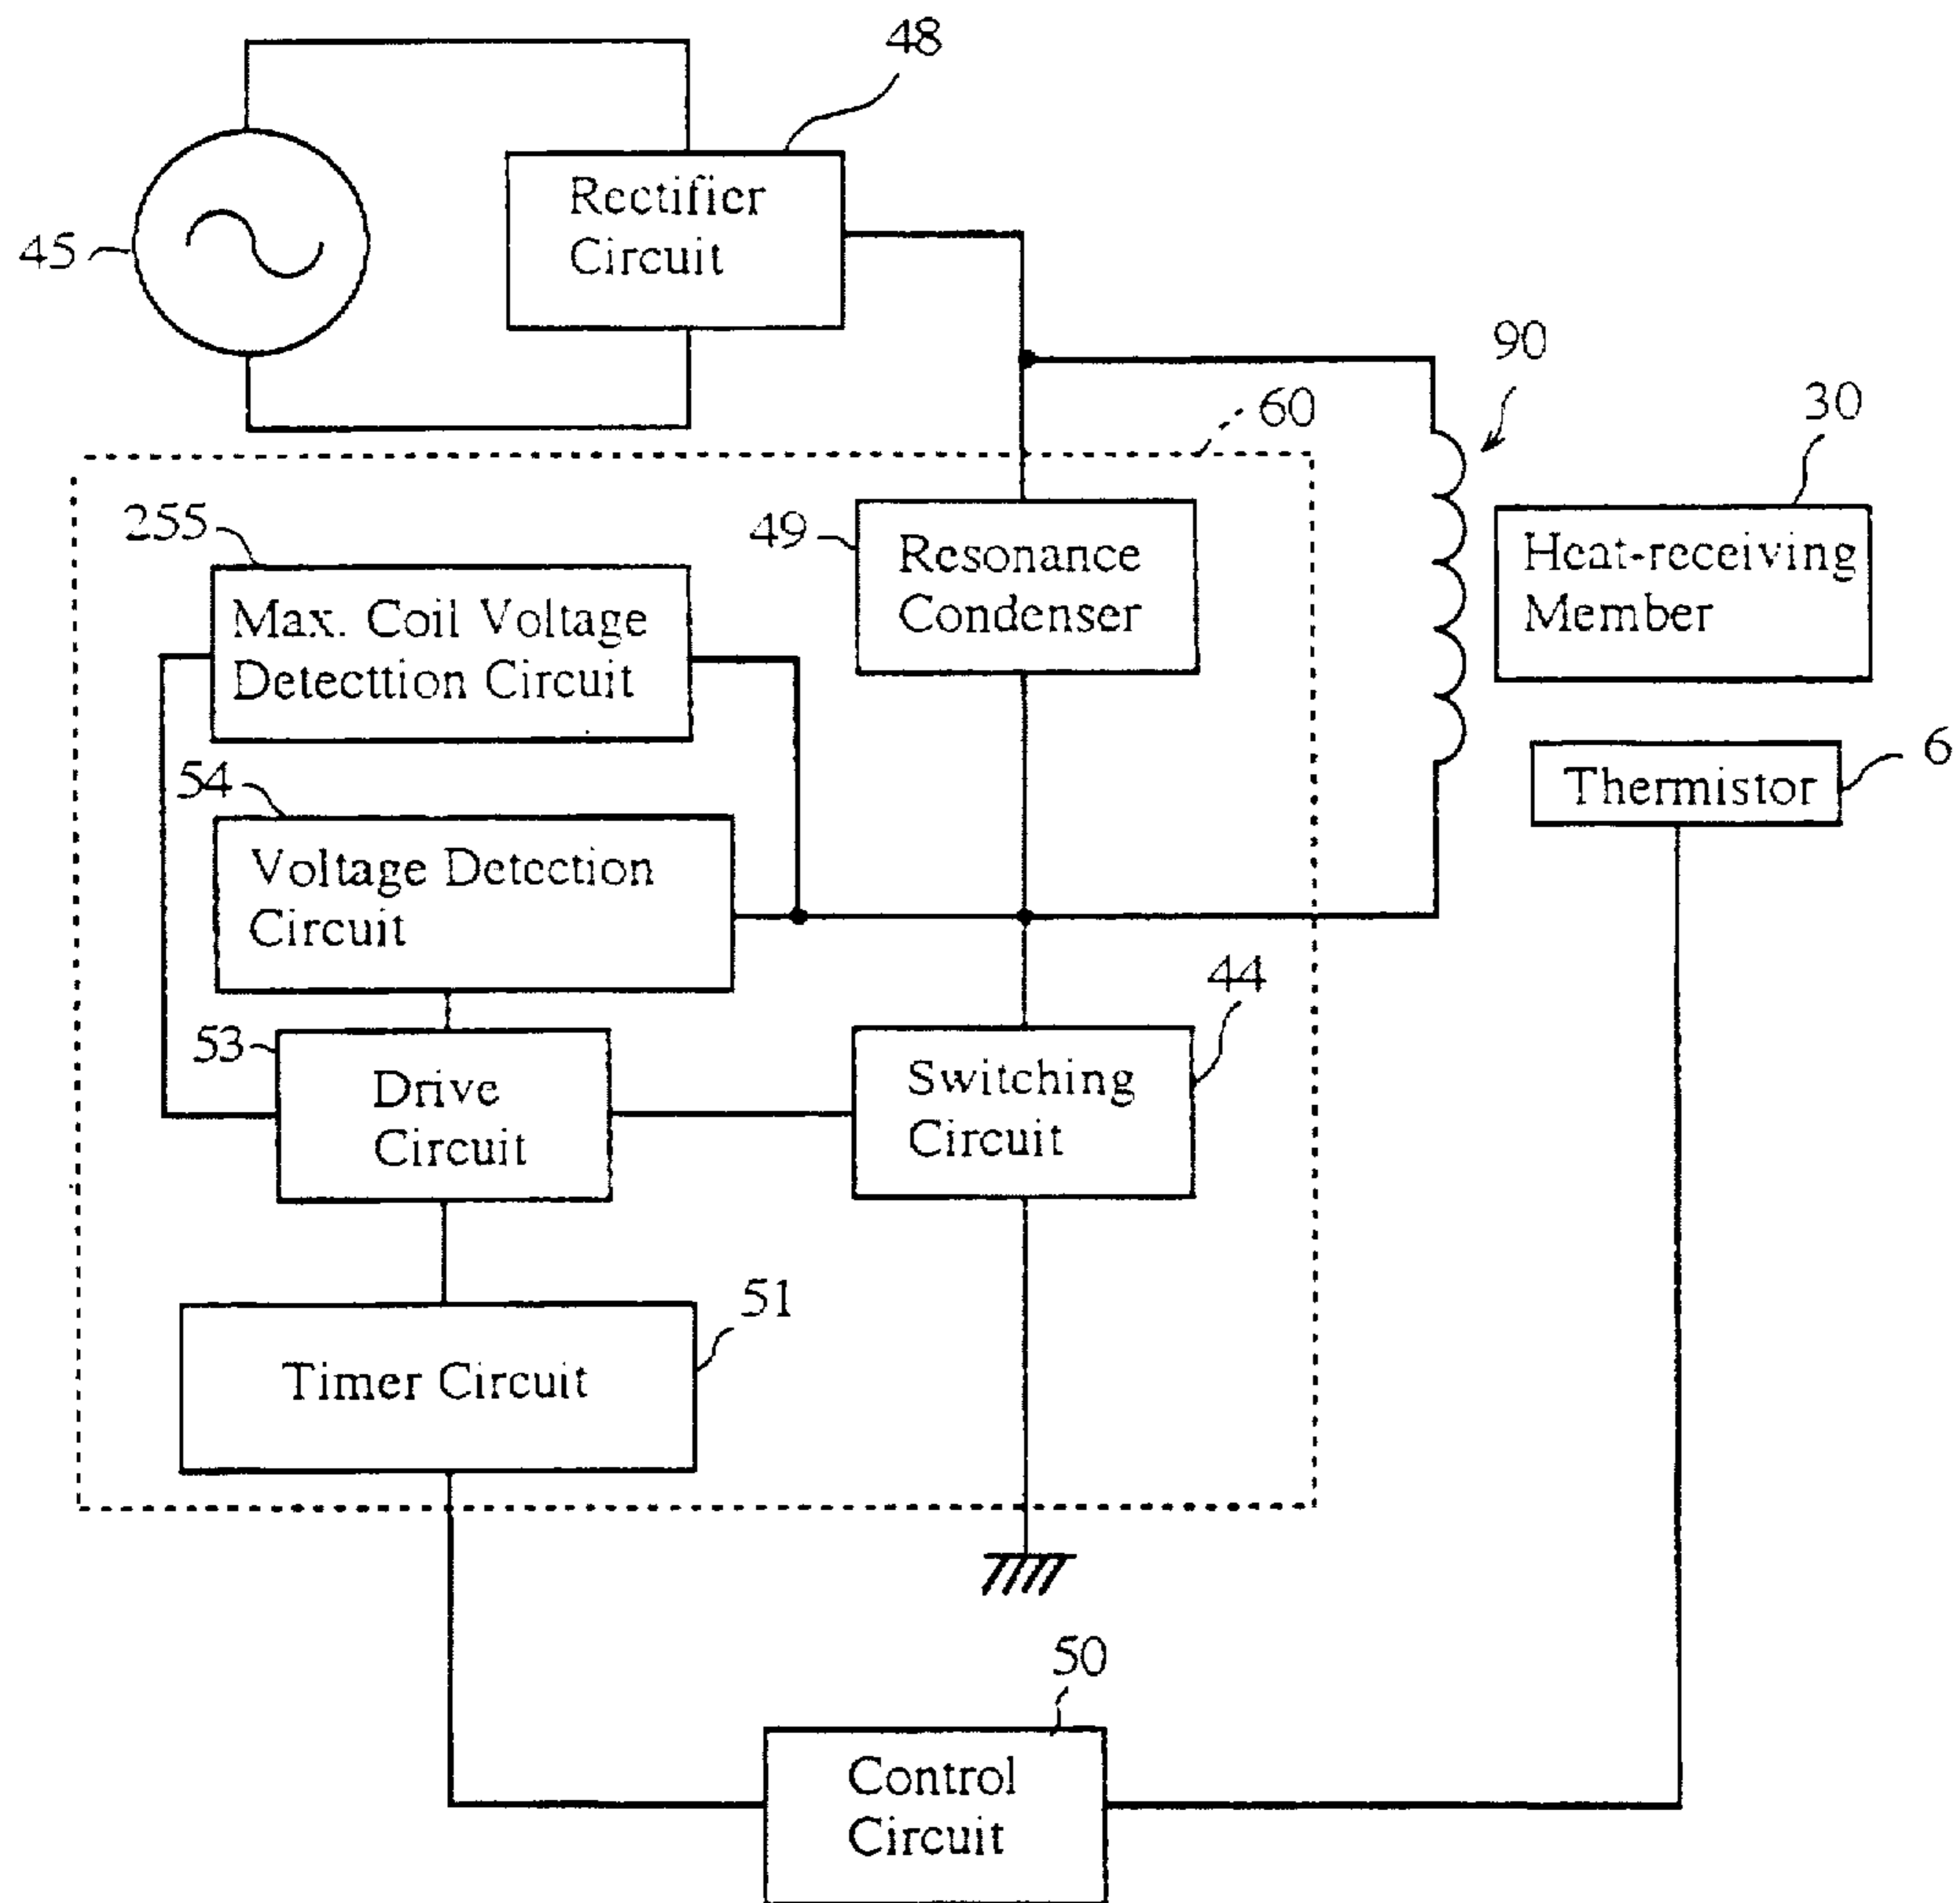 48
Rectifier
Circuit
45
90
60
30
255
49
Resonance
Condenser
Heat-receiving
Member
Max. Coil Voltage
Detecttion Circuit
6
Thermistor
54
Voltage Detection
Circuit
44
53
Drive
Circuit
Switching
Circuit
51
Timer Circuit
50
Control
Circuit